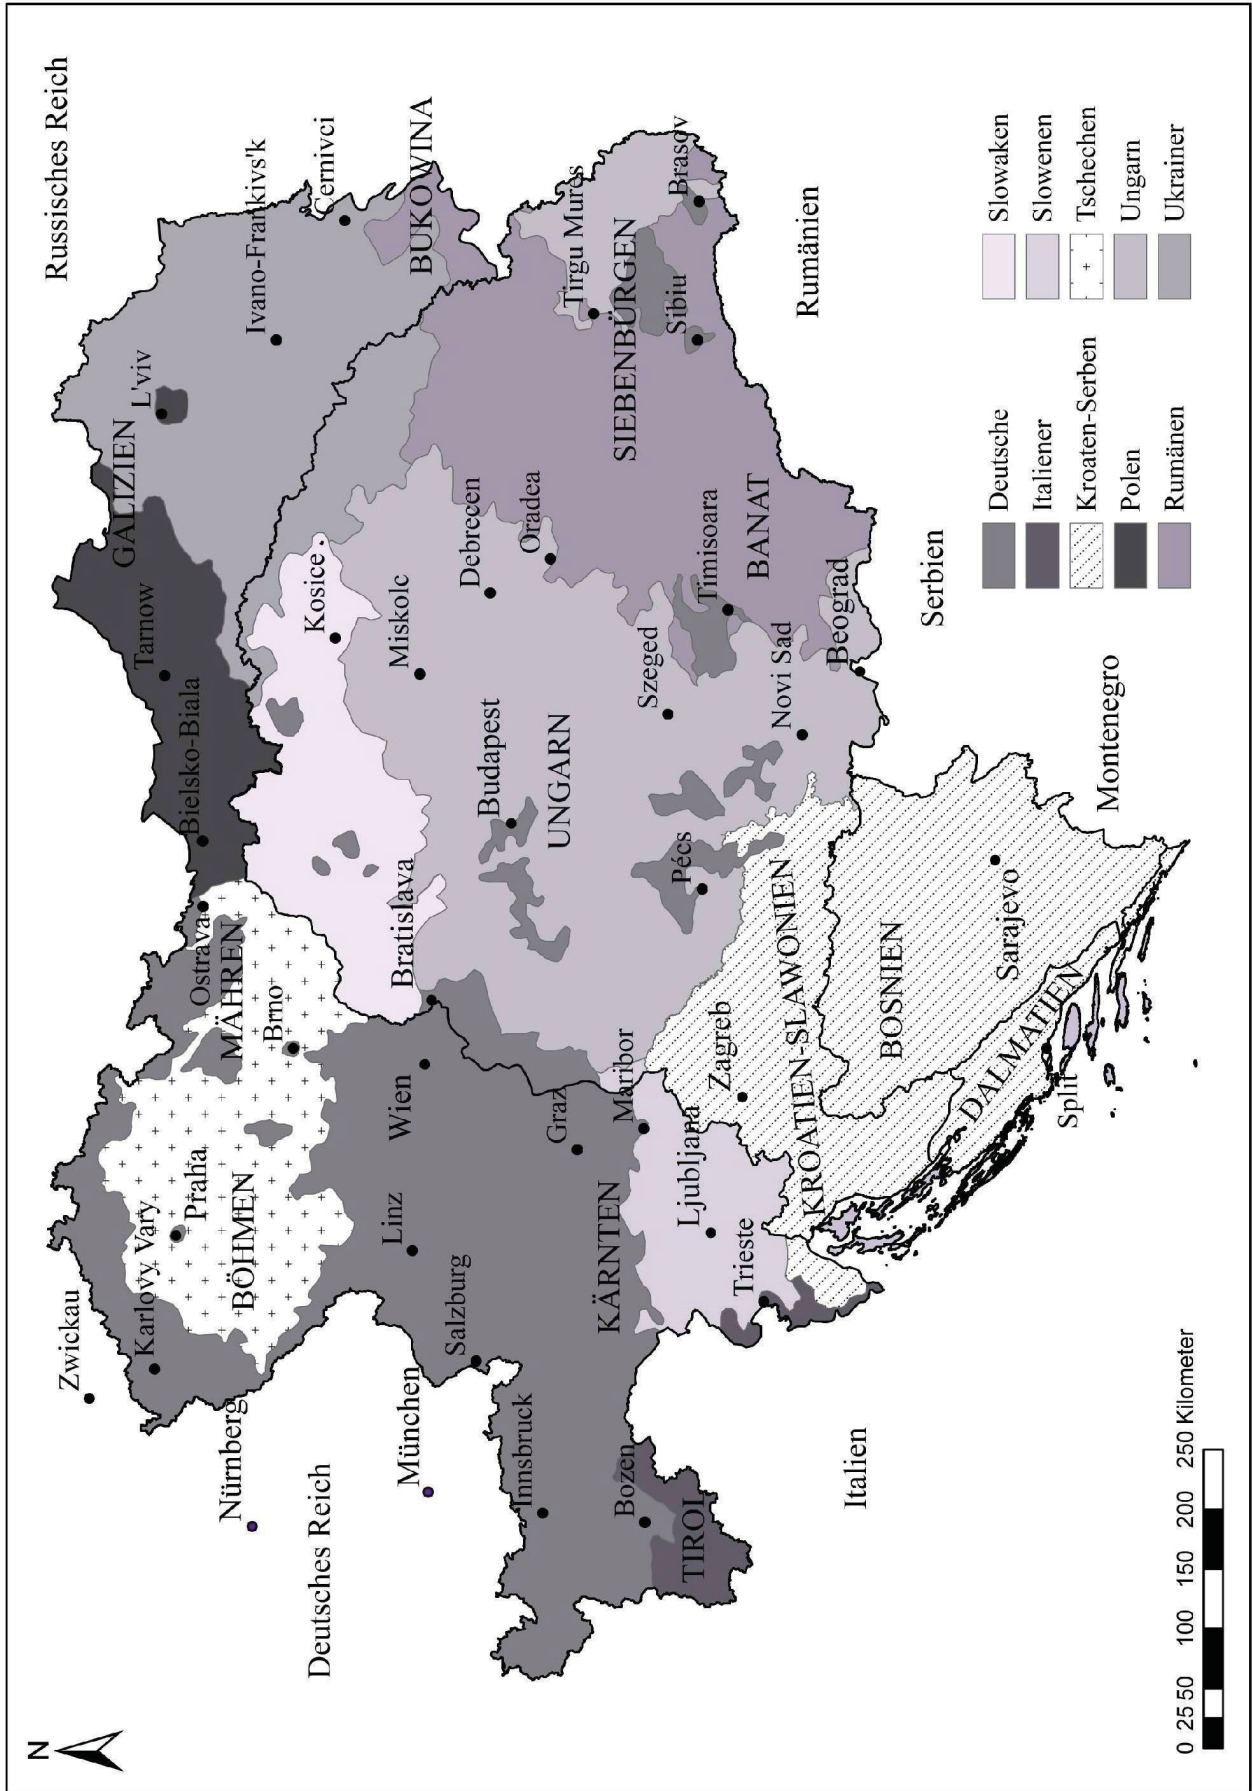 N
Russisches Reich
Zwickau
Karlovy Vary
Praha
BÖHMEN
Nürnberg
Deutsches Reich
München
Ostrava
MÄHREN
Brno
Bielsko-Biala
Tarnow
GALIZIEN
L'viv
Ivano-Frankivs'k
Černivci
BUKOWINA
Linz
Wien
Salzburg
Innsbruck
Bozen
TIROL
KÄRNTEN
Graz
Maribor
Ljubljana
Trieste
Italien
Bratislava
Kosice
Miskolc
Budapest
UNGARN
Debrecen
Oradea
Szeged
Pécs
Novi Sad
Timisoara
BANAT
Beograd
Tirgu Mures
SIEBENBÜRGEN
Sibiu
Brasov
Rumänien
Serbien
Zagreb
KROATIEN-SLAWONIEN
BOSNIEN
Sarajevo
DALMATIEN
Split
Montenegro
Deutsche
Italiener
Kroaten-Serben
Polen
Rumänen
Slowaken
Slowenen
Tschechen
Ungarn
Ukrainer
0 25 50 100 150 200 250 Kilometer